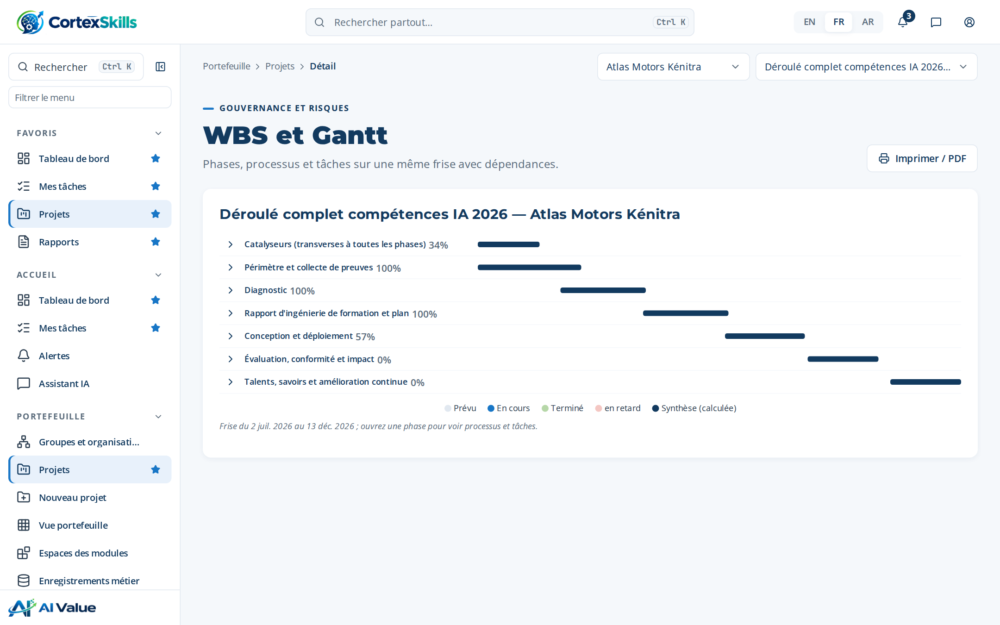 CortexSkills
Rechercher partout...
Ctrl K
EN FR AR
3
Rechercher Ctrl K
Filtrer le menu
FAVORIS
Tableau de bord
Mes tâches
Projets
Rapports
ACCUEIL
Tableau de bord
Mes tâches
Alertes
Assistant IA
PORTEFEUILLE
Groupes et organisati...
Projets
Nouveau projet
Vue portefeuille
Espaces des modules
Enregistrements métier
AI Value
Portefeuille > Projets > Détail
Atlas Motors Kénitra
Déroulé complet compétences IA 2026...
GOUVERNANCE ET RISQUES
WBS et Gantt
Phases, processus et tâches sur une même frise avec dépendances.
Imprimer / PDF
Déroulé complet compétences IA 2026 — Atlas Motors Kénitra
Catalyseurs (transverses à toutes les phases) 34%
Périmètre et collecte de preuves 100%
Diagnostic 100%
Rapport d'ingénierie de formation et plan 100%
Conception et déploiement 57%
Évaluation, conformité et impact 0%
Talents, savoirs et amélioration continue 0%
Prévu En cours Terminé en retard Synthèse (calculée)
Frise du 2 juil. 2026 au 13 déc. 2026 ; ouvrez une phase pour voir processus et tâches.